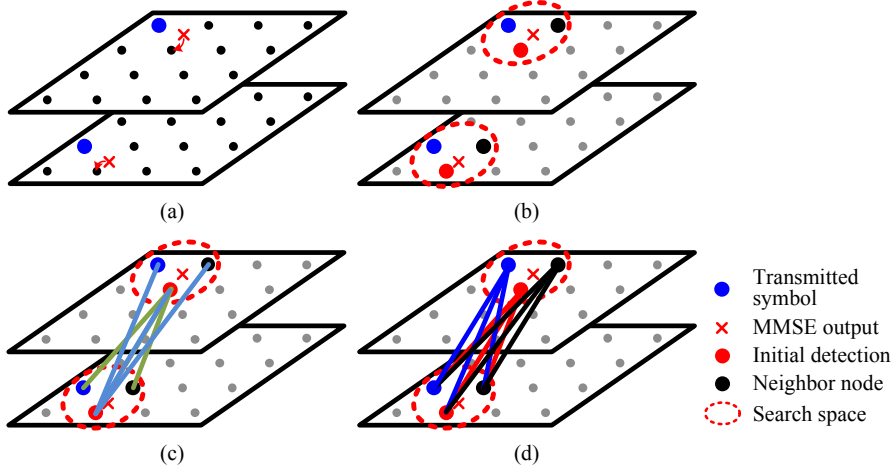 (a)
(b)
(c)
(d)
Transmitted
symbol
MMSE output
Initial detection
Neighbor node
Search space